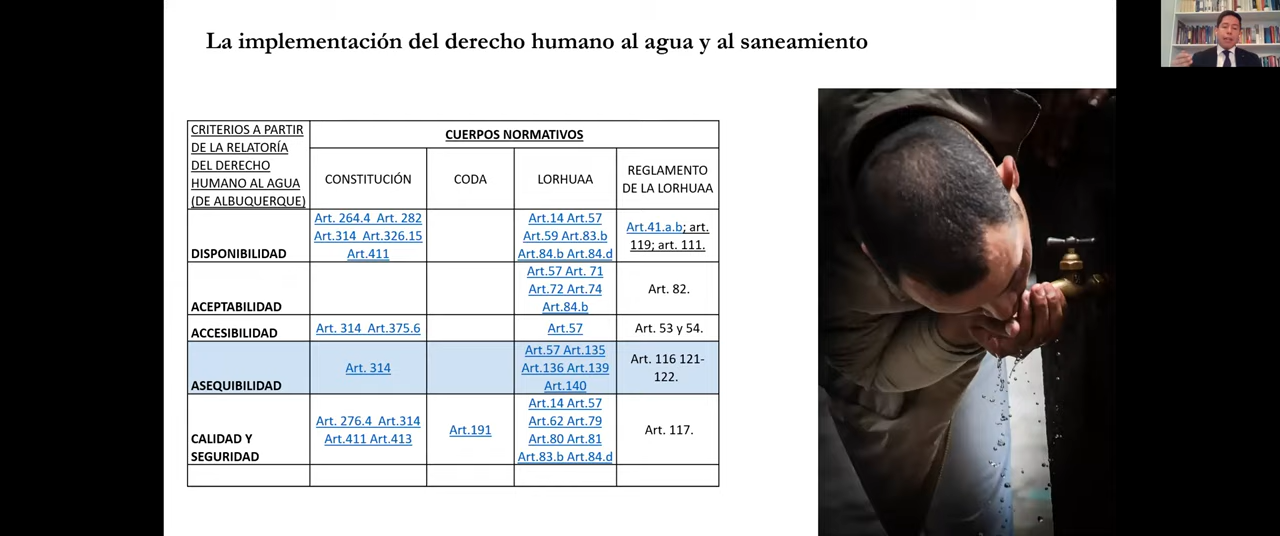 La implementación del derecho humano al agua y al saneamiento
CRITERIOS A PARTIR
DE LA RELATORÍA
DEL DERECHO
HUMANO AL AGUA
(DE ALBUQUERQUE)
CUERPOS NORMATIVOS
CONSTITUCIÓN
CODA
LORHUAA
REGLAMENTO
DE LA LORHUAA
DISPONIBILIDAD
Art. 264.4 Art. 282
Art.314 Art.326.15
Art.411
Art.14 Art.57
Art.59 Art.83.b
Art.84.b Art.84.d
Art.41.a.b; art.
119; art. 111.
ACEPTABILIDAD
Art.57 Art. 71
Art.72 Art.74
Art.84.b
Art. 82.
ACCESIBILIDAD
Art. 314 Art.375.6
Art.57
Art. 53 y 54.
ASEQUIBILIDAD
Art. 314
Art.57 Art.135
Art.136 Art.139
Art.140
Art. 116 121-
122.
CALIDAD Y
SEGURIDAD
Art. 276.4 Art.314
Art.411 Art.413
Art.191
Art.14 Art.57
Art.62 Art.79
Art.80 Art.81
Art.83.b Art.84.d
Art. 117.